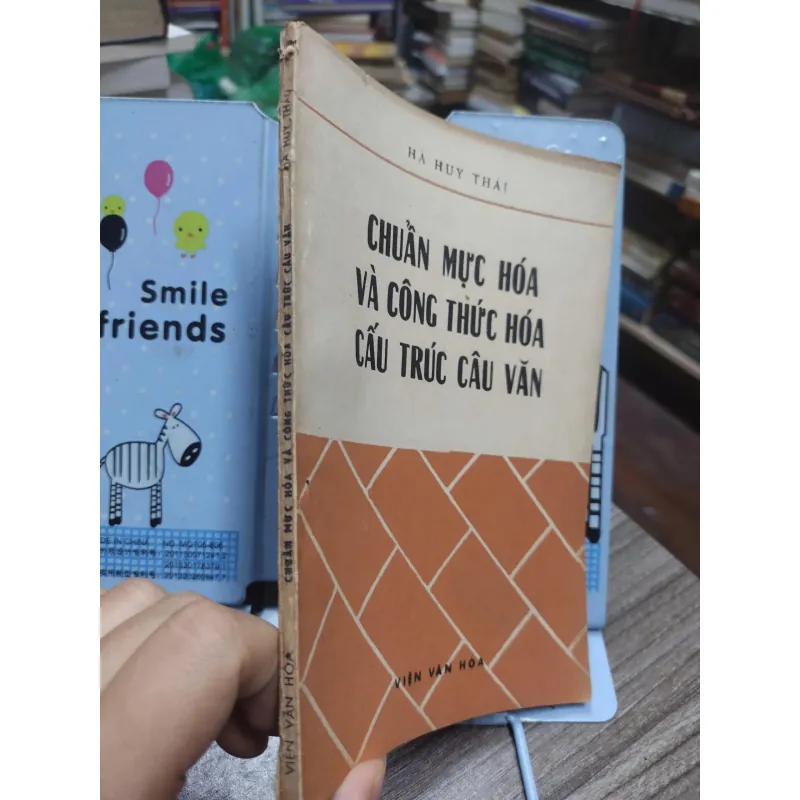 HÀ HUY THÁI
CHUẨN MỰC HÓA
VÀ CÔNG THỨC HÓA
CẤU TRÚC CÂU VĂN
VIỆN VĂN HÓA
HÀ HUY THÁI
CHUẨN MỰC HÓA VÀ CÔNG THỨC HÓA CẤU TRÚC CÂU VĂN
VIỆN VĂN HÓA
Smile
friends